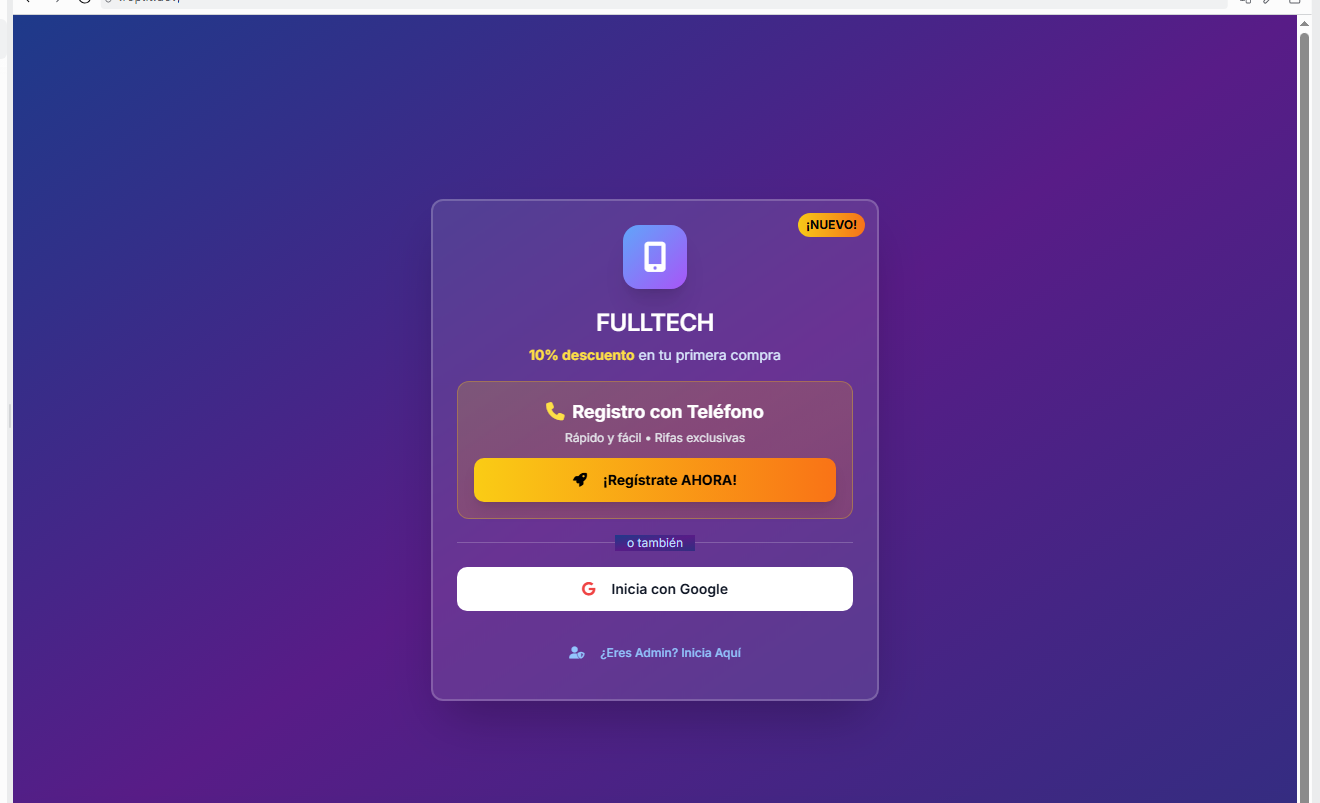 ¡NUEVO!
FULLTECH
10% descuento en tu primera compra
Registro con Teléfono
Rápido y fácil • Rifas exclusivas
¡Regístrate AHORA!
o también
Inicia con Google
¿Eres Admin? Inicia Aquí